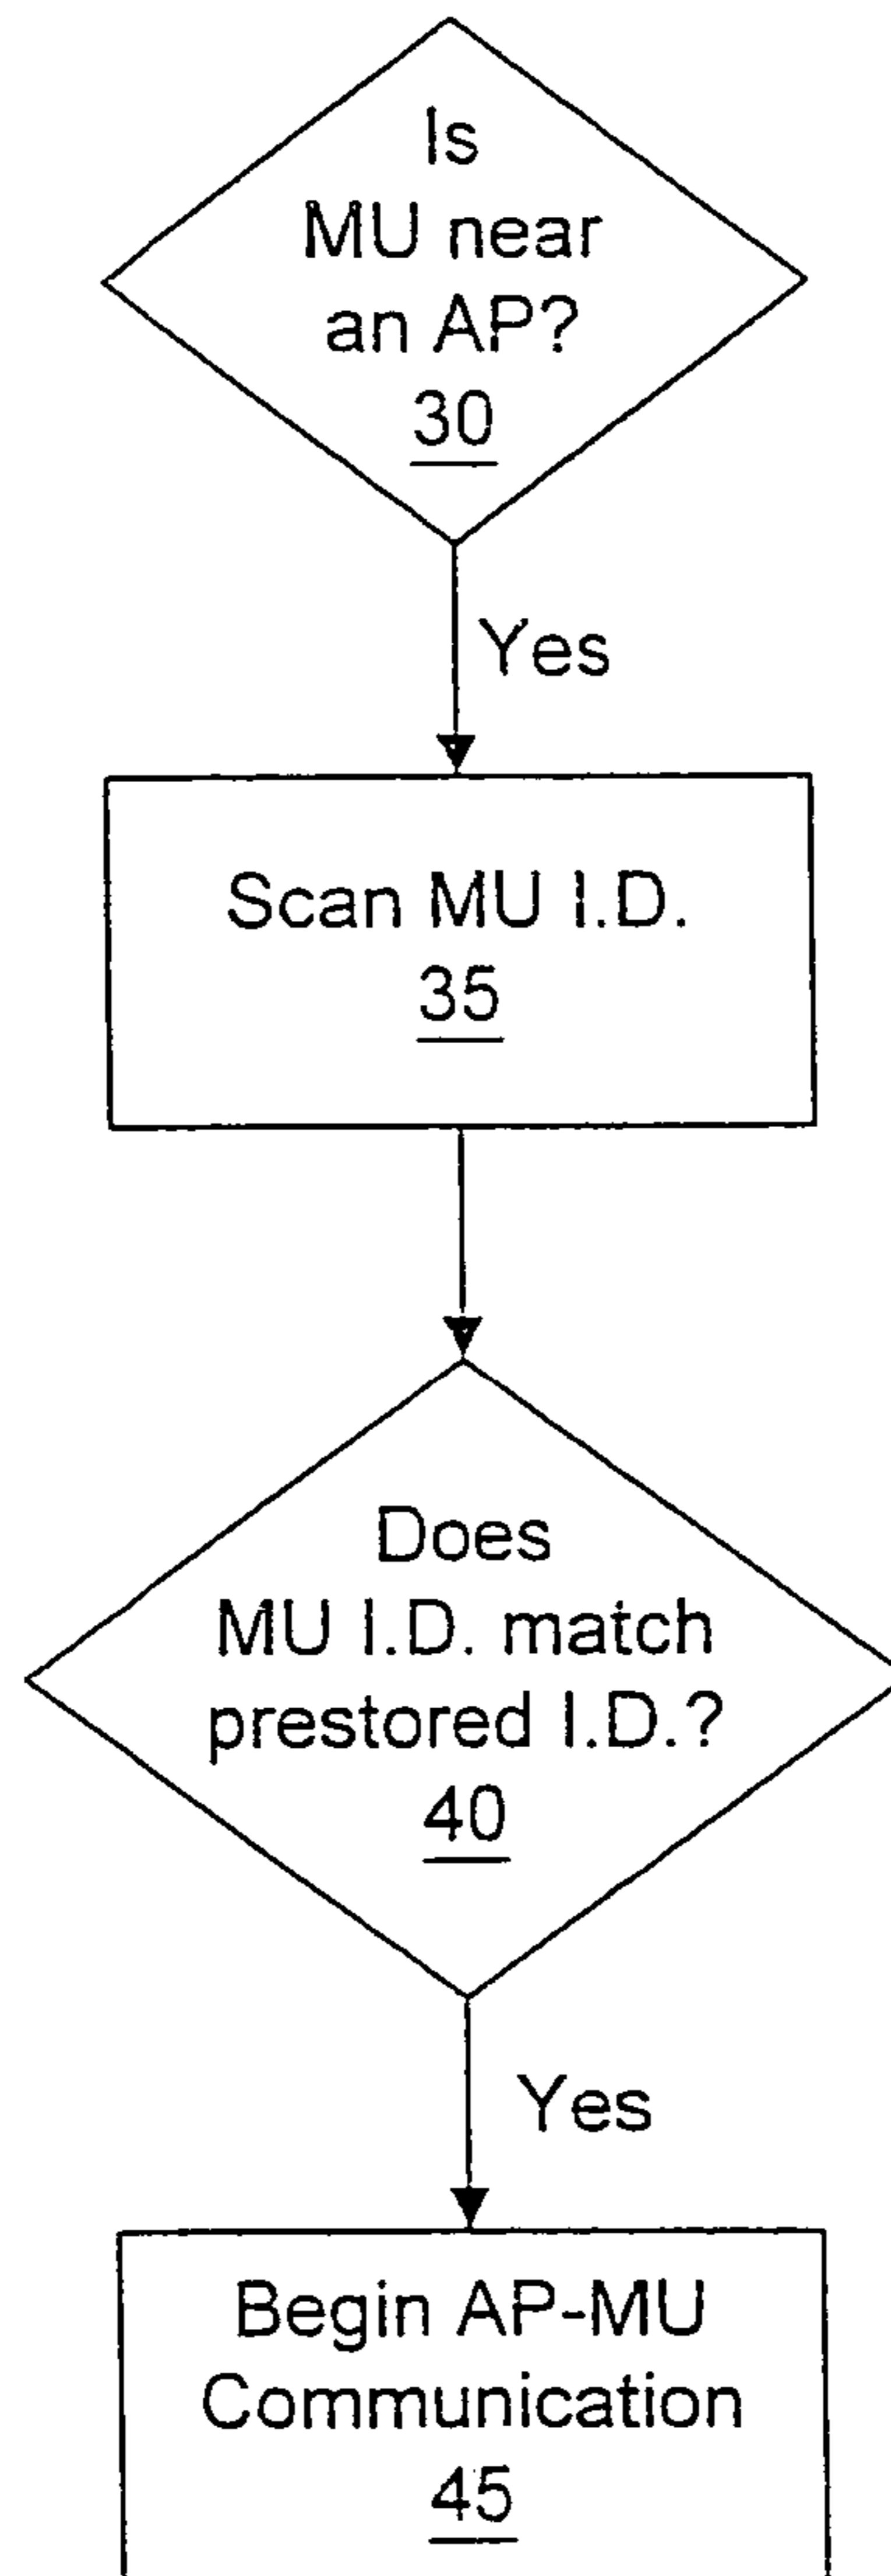 Is
MU near
an AP?
30
Yes
Scan MU I.D.
35
Does
MU I.D. match
prestored I.D.?
40
Yes
Begin AP-MU
Communication
45